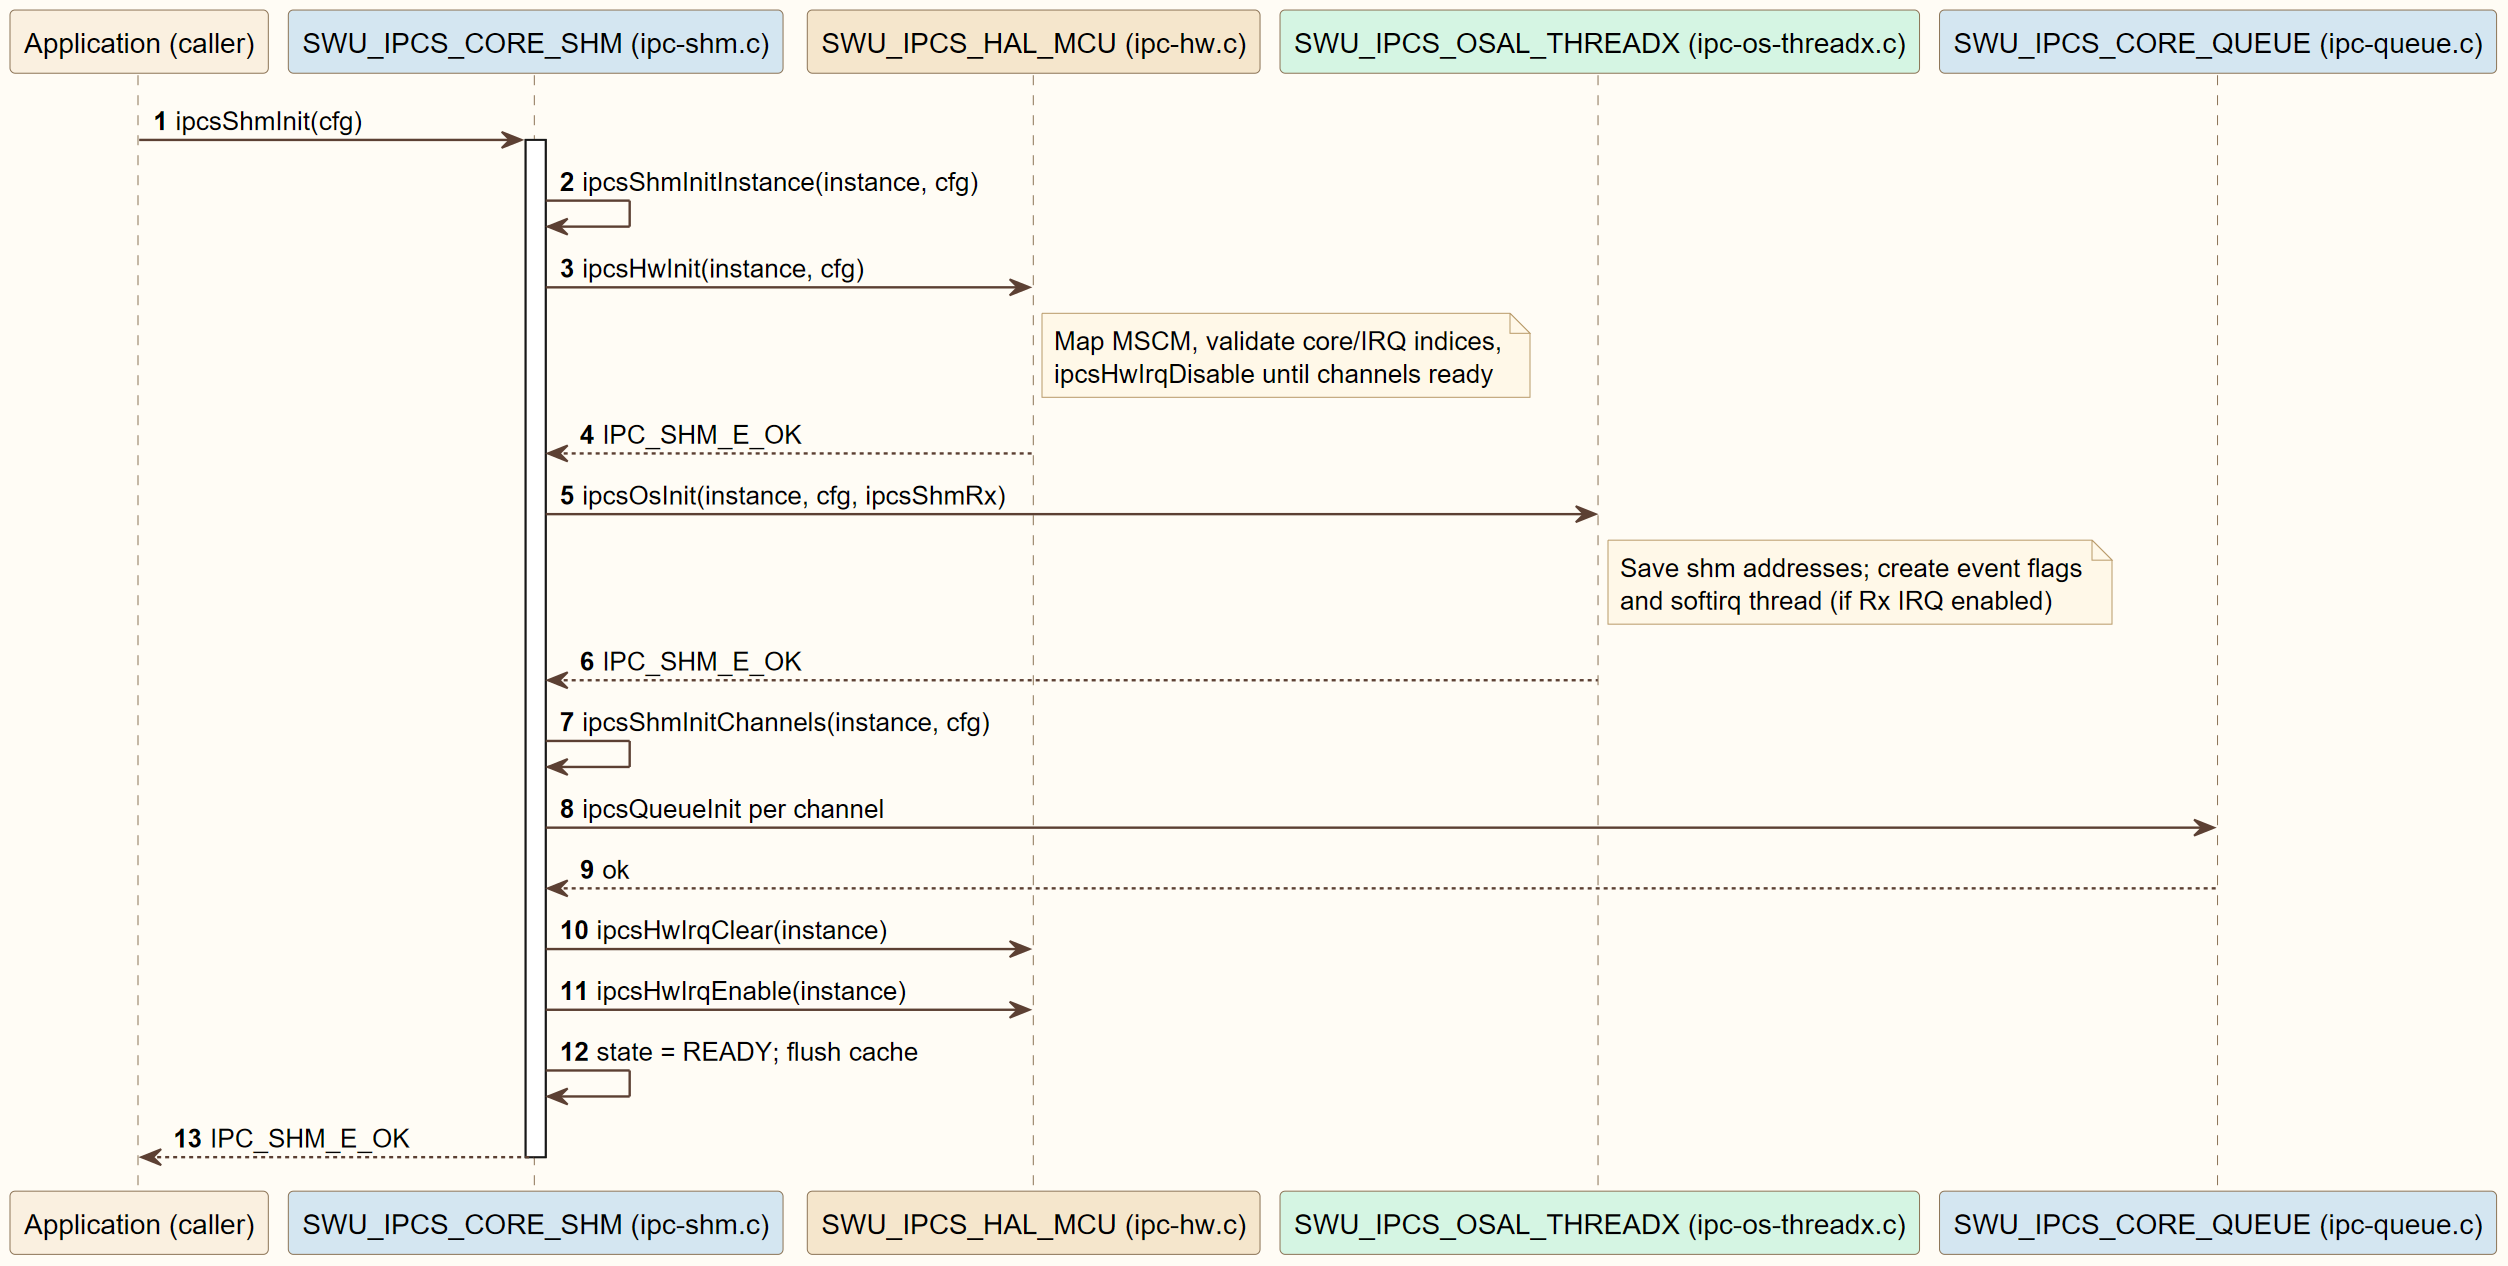 Application (caller)
SWU_IPCS_CORE_SHM (ipc-shm.c)
SWU_IPCS_HAL_MCU (ipc-hw.c)
SWU_IPCS_OSAL_THREADX (ipc-os-threadx.c)
SWU_IPCS_CORE_QUEUE (ipc-queue.c)
1 ipcsShmInit(cfg)
2 ipcsShmInitInstance(instance, cfg)
3 ipcsHwInit(instance, cfg)
Map MSCM, validate core/IRQ indices,
ipcsHwIrqDisable until channels ready
4 IPC_SHM_E_OK
5 ipcsOsInit(instance, cfg, ipcsShmRx)
Save shm addresses; create event flags
and softirq thread (if Rx IRQ enabled)
6 IPC_SHM_E_OK
7 ipcsShmInitChannels(instance, cfg)
8 ipcsQueueInit per channel
9 ok
10 ipcsHwIrqClear(instance)
11 ipcsHwIrqEnable(instance)
12 state = READY; flush cache
13 IPC_SHM_E_OK
Application (caller)
SWU_IPCS_CORE_SHM (ipc-shm.c)
SWU_IPCS_HAL_MCU (ipc-hw.c)
SWU_IPCS_OSAL_THREADX (ipc-os-threadx.c)
SWU_IPCS_CORE_QUEUE (ipc-queue.c)